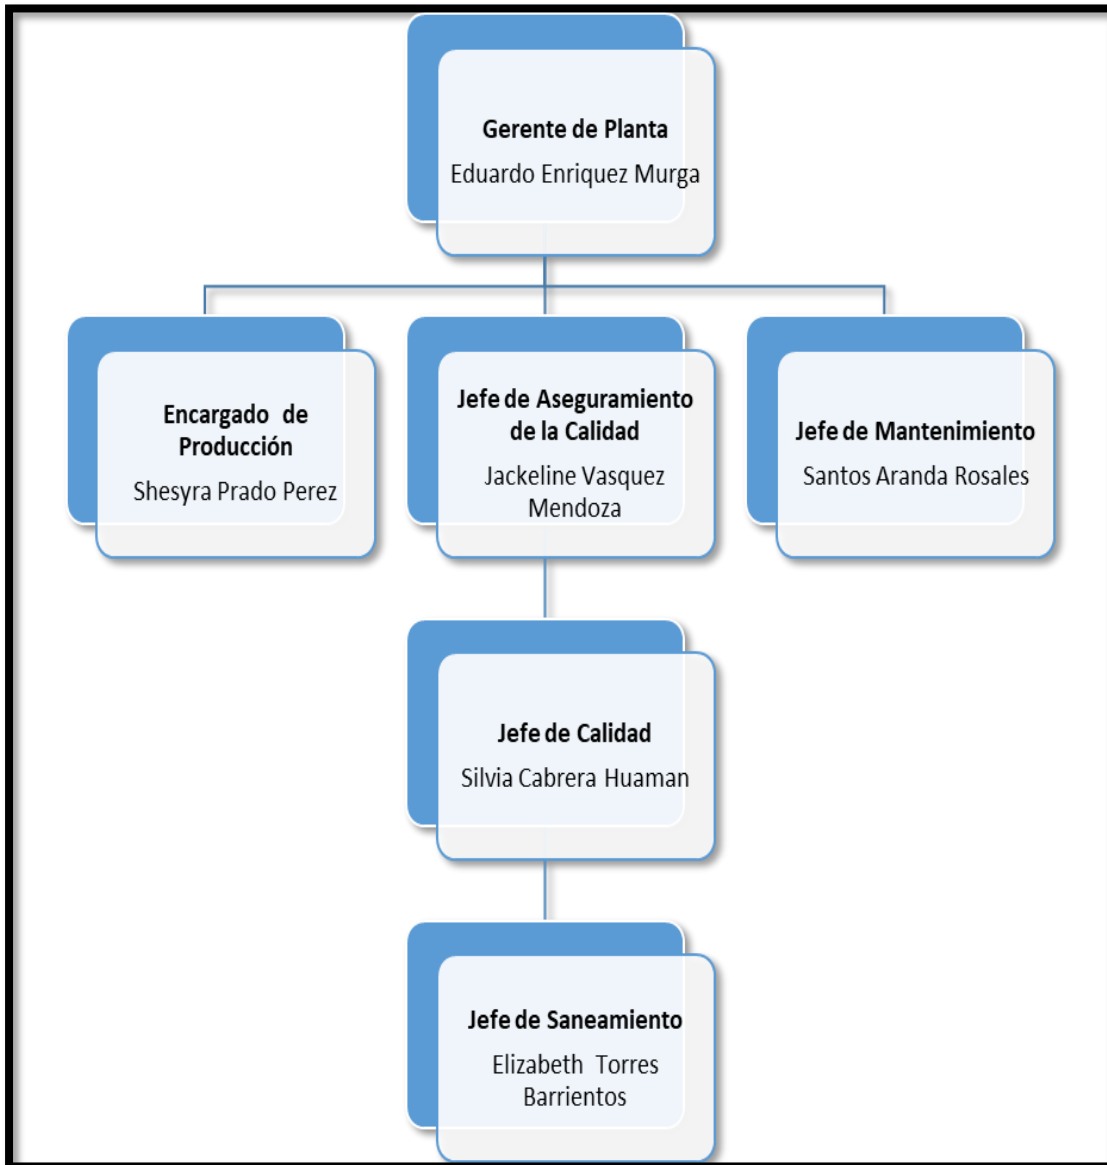 Gerente de Planta
Eduardo Enriquez Murga
Encargado de
Producción
Shesyra Prado Perez
Jefe de Aseguramiento
de la Calidad
Jackeline Vasquez
Mendoza
Jefe de Mantenimiento
Santos Aranda Rosales
Jefe de Calidad
Silvia Cabrera Huaman
Jefe de Saneamiento
Elizabeth Torres
Barrientos